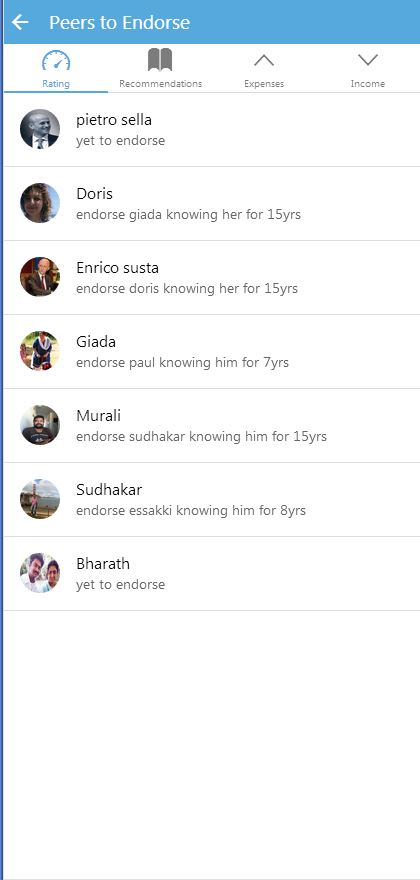 Peers to Endorse
Rating Recommendations Expenses Income
pietro sella
yet to endorse
Doris
endorse giada knowing her for 15yrs
Enrico susta
endorse doris knowing her for 15yrs
Giada
endorse paul knowing him for 7yrs
Murali
endorse sudhakar knowing him for 15yrs
Sudhakar
endorse essakki knowing him for 8yrs
Bharath
yet to endorse